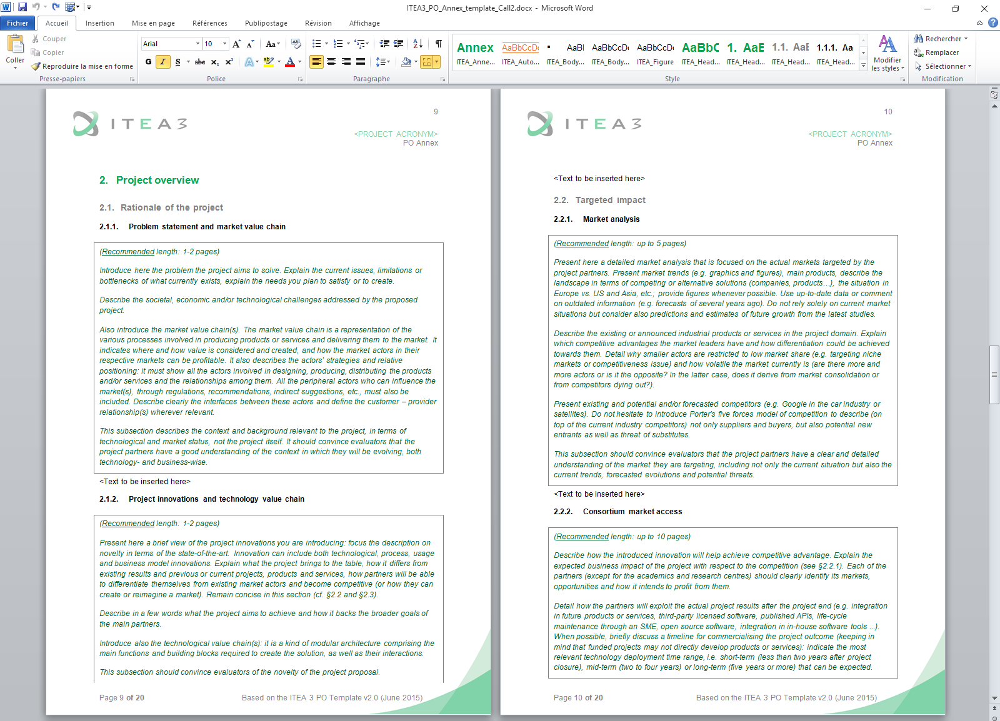 ITEA3_PO_Annex_template_Call2.docx - Microsoft Word
Fichier Accueil Insertion Mise en page Références Publipostage Révision Affichage
Coller
Couper
Copier
Reproduire la mise en forme
Presse-papiers
Arial 10
G I S abc x₂ x²
Police
Paragraphe
Annex AaBbCcDc AaBl AaBbCcDc AaBbCcDc AaBbC 1. AaE 1.1. AaE 1.1.1. Aa
ITEA_Anne... ITEA_Auto... ITEA_Body... ITEA_Body... ITEA_Figure ITEA_Head... ITEA_Head... ITEA_Head... ITEA_Head...
Style
Modifier
les styles
Rechercher
Remplacer
Sélectionner
Modification
ITEA3
9
<PROJECT ACRONYM>
PO Annex
2. Project overview
2.1. Rationale of the project
2.1.1. Problem statement and market value chain
(Recommended length: 1-2 pages)
Introduce here the problem the project aims to solve. Explain the current issues, limitations or
bottlenecks of what currently exists, explain the needs you plan to satisfy or to create.
Describe the societal, economic and/or technological challenges addressed by the proposed
project.
Also introduce the market value chain(s). The market value chain is a representation of the
various processes involved in producing products or services and delivering them to the market. It
indicates where and how value is considered and created, and how the market actors in their
respective markets can be profitable. It also describes the actors' strategies and relative
positioning: it must show all the actors involved in designing, producing, distributing the products
and/or services and the relationships among them. All the peripheral actors who can influence the
market(s), through regulations, recommendations, indirect suggestions, etc., must also be
included. Describe clearly the interfaces between these actors and define the customer – provider
relationship(s) wherever relevant.
This subsection describes the context and background relevant to the project, in terms of
technological and market status, not the project itself. It should convince evaluators that the
project partners have a good understanding of the context in which they will be evolving, both
technology- and business-wise.
<Text to be inserted here>
2.1.2. Project innovations and technology value chain
(Recommended length: 1-2 pages)
Present here a brief view of the project innovations you are introducing: focus the description on
novelty in terms of the state-of-the-art. Innovation can include both technological, process, usage
and business model innovations. Explain what the project brings to the table, how it differs from
existing results and previous or current projects, products and services, how partners will be able
to differentiate themselves from existing market actors and become competitive (or how they can
create or reimagine a market). Remain concise in this section (cf. §2.2 and §2.3).
Describe in a few words what the project aims to achieve and how it backs the broader goals of
the main partners.
Introduce also the technological value chain(s): it is a kind of modular architecture comprising the
main functions and building blocks required to create the solution, as well as their interactions.
This subsection should convince evaluators of the novelty of the project proposal.
Page 9 of 20 Based on the ITEA 3 PO Template v2.0 (June 2015)
ITEA3
10
<PROJECT ACRONYM>
PO Annex
<Text to be inserted here>
2.2. Targeted impact
2.2.1. Market analysis
(Recommended length: up to 5 pages)
Present here a detailed market analysis that is focused on the actual markets targeted by the
project partners. Present market trends (e.g. graphics and figures), main products, describe the
landscape in terms of competing or alternative solutions (companies, products…), the situation in
Europe vs. US and Asia, etc.; provide figures whenever possible. Use up-to-date data or comment
on outdated information (e.g. forecasts of several years ago). Do not rely solely on current market
situations but consider also predictions and estimates of future growth from the latest studies.
Describe the existing or announced industrial products or services in the project domain. Explain
which competitive advantages the market leaders have and how differentiation could be achieved
towards them. Detail why smaller actors are restricted to low market share (e.g. targeting niche
markets or competitiveness issue) and how volatile the market currently is (are there more and
more actors or is it the opposite? In the latter case, does it derive from market consolidation or
from competitors dying out?).
Present existing and potential and/or forecasted competitors (e.g. Google in the car industry or
satellites). Do not hesitate to introduce Porter's five forces model of competition to describe (on
top of the current industry competitors) not only suppliers and buyers, but also potential new
entrants as well as threat of substitutes.
This subsection should convince evaluators that the project partners have a clear and detailed
understanding of the market they are targeting, including not only the current situation but also the
current trends, forecasted evolutions and potential threats.
<Text to be inserted here>
2.2.2. Consortium market access
(Recommended length: up to 10 pages)
Describe how the introduced innovation will help achieve competitive advantage. Explain the
expected business impact of the project with respect to the competition (see §2.2.1). Each of the
partners (except for the academics and research centres) should clearly identify its markets,
opportunities and how it intends to profit from them.
Detail how the partners will exploit the actual project results after the project end (e.g. integration
in future products or services, third-party licensed software, published APIs, life-cycle
maintenance through an SME, open source software, integration in in-house software tools ...).
When possible, briefly discuss a timeline for commercialising the project outcome (keeping in
mind that funded projects may not directly develop products or services): indicate the most
relevant technology deployment time range, i.e. short-term (less than two years after project
closure), mid-term (two to four years) or long-term (five years or more) that can be expected.
Page 10 of 20 Based on the ITEA 3 PO Template v2.0 (June 2015)